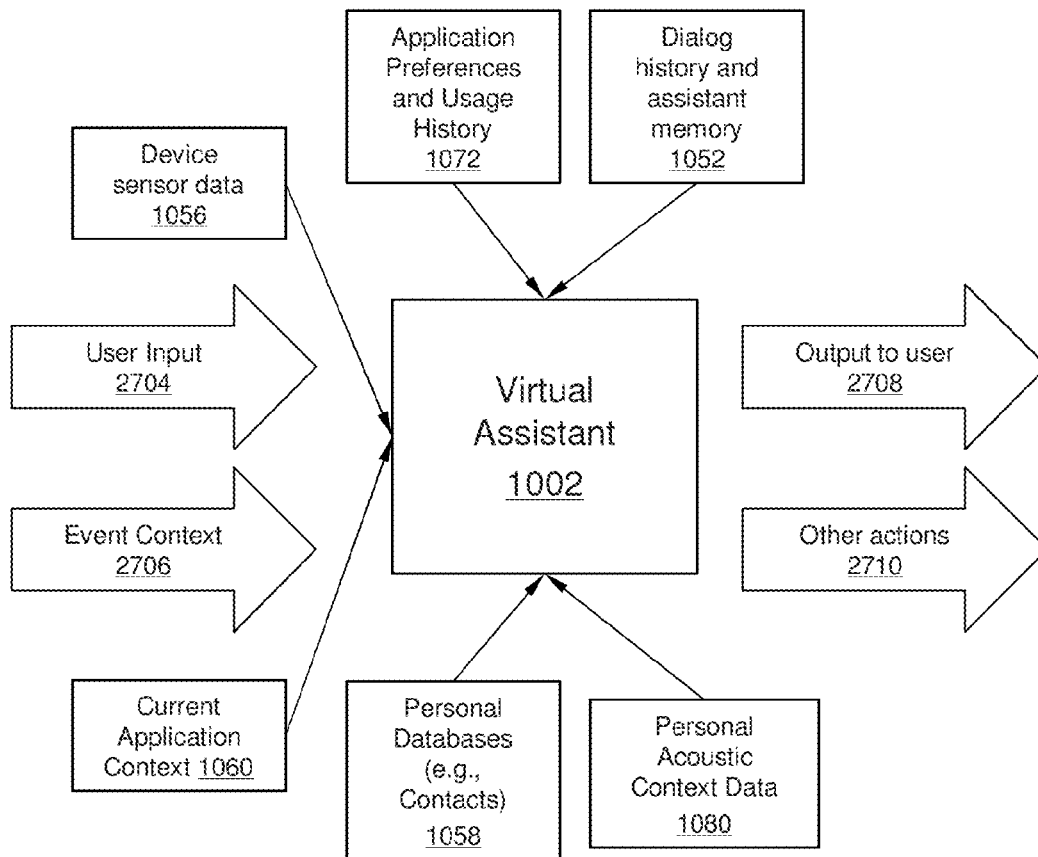 Application
Preferences
and Usage
History
1072
Dialog
history and
assistant
memory
1052
Device
sensor data
1056
User Input
2704
Event Context
2706
Virtual
Assistant
1002
Output to user
2708
Other actions
2710
Current
Application
Context 1060
Personal
Databases
(e.g.,
Contacts)
1058
Personal
Acoustic
Context Data
1080